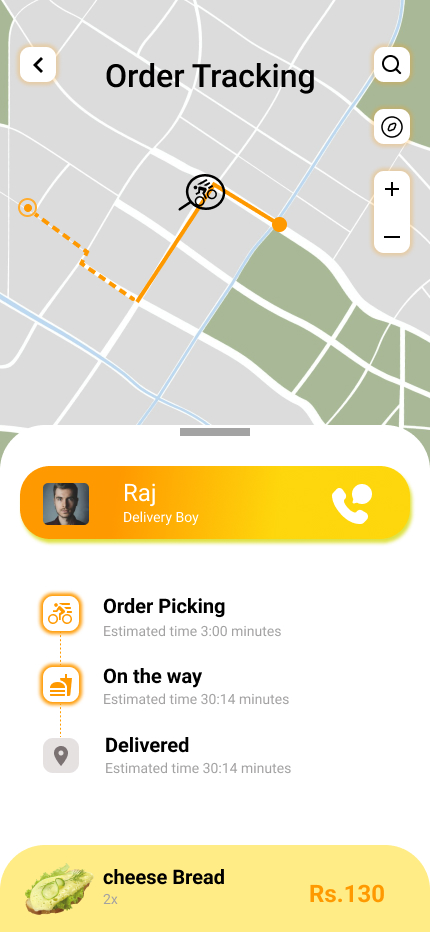 Order Tracking
Raj
Delivery Boy
Order Picking
Estimated time 3:00 minutes
On the way
Estimated time 30:14 minutes
Delivered
Estimated time 30:14 minutes
cheese Bread
2x
Rs.130